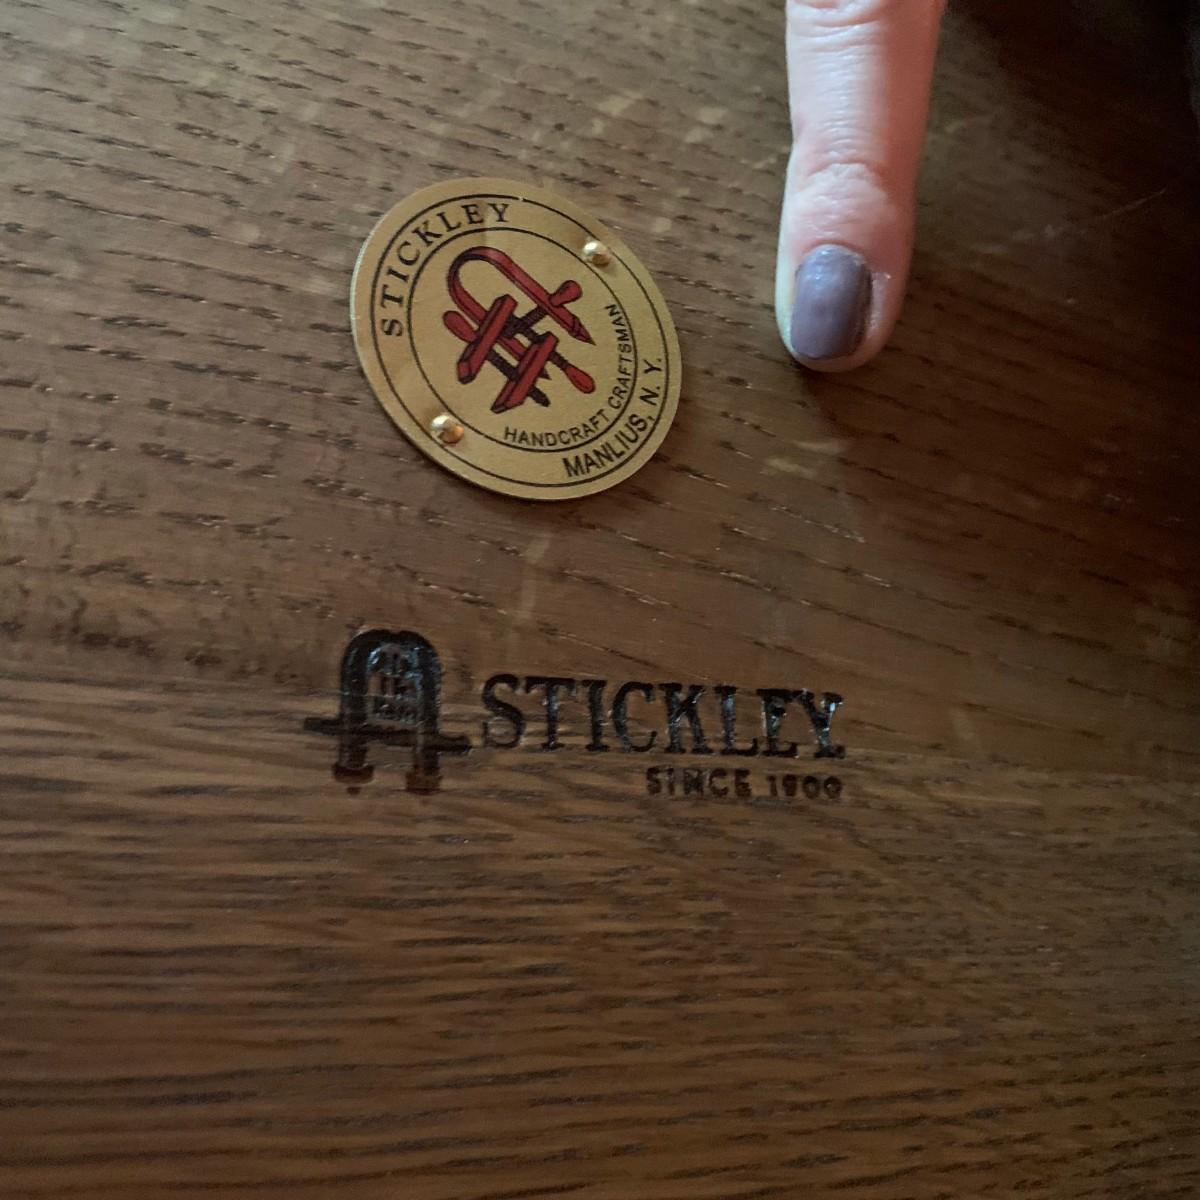 STICKLEY
HANDCRAFT CRAFTSMAN
MANLIUS, N. Y.
STICKLEY
SINCE 1900